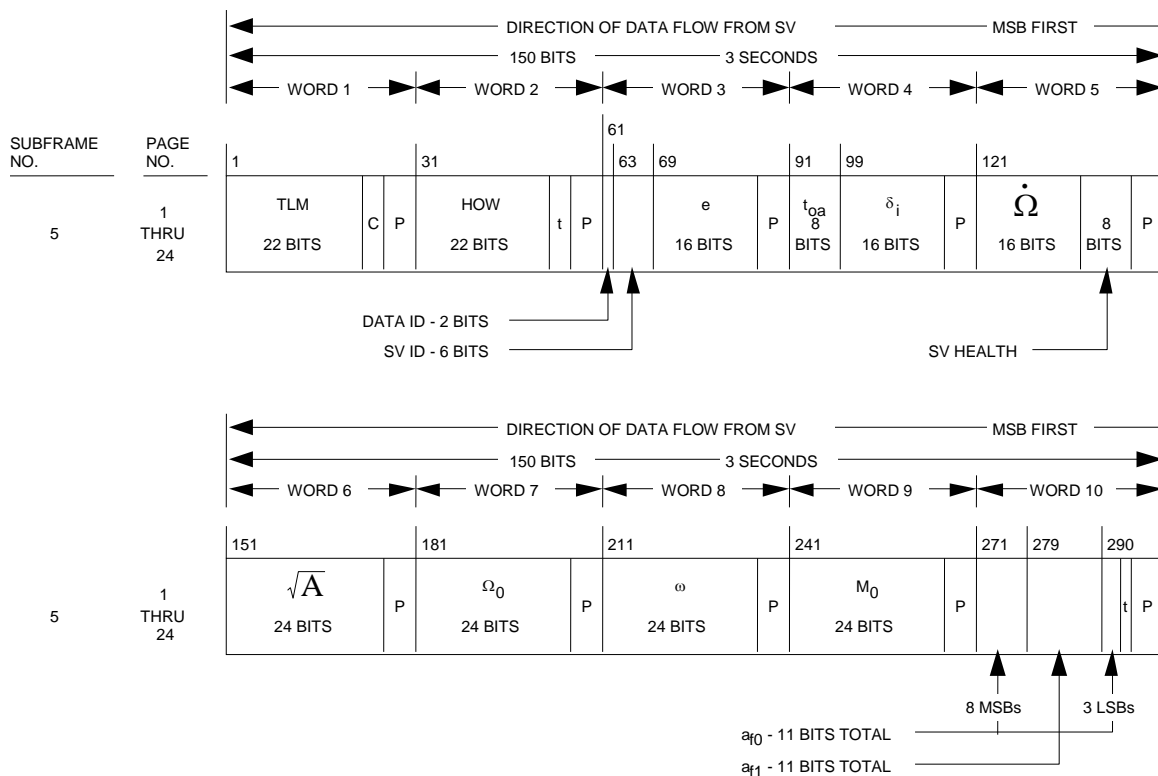 DIRECTION OF DATA FLOW FROM SV MSB FIRST
150 BITS 3 SECONDS
WORD 1 WORD 2 WORD 3 WORD 4 WORD 5
SUBFRAME NO.
PAGE NO.
1 31 61 63 69 91 99 121
5
1 THRU 24
TLM 22 BITS
C
P
HOW 22 BITS
t
P
e 16 BITS
P
t_oa 8 BITS
δ_i 16 BITS
P
Ω̇ 16 BITS
8 BITS
P
DATA ID - 2 BITS
SV ID - 6 BITS
SV HEALTH
DIRECTION OF DATA FLOW FROM SV MSB FIRST
150 BITS 3 SECONDS
WORD 6 WORD 7 WORD 8 WORD 9 WORD 10
151 181 211 241 271 279 290
5
1 THRU 24
√A 24 BITS
P
Ω_0 24 BITS
P
ω 24 BITS
P
M_0 24 BITS
P
t
P
8 MSBs 3 LSBs
a_f0 - 11 BITS TOTAL
a_f1 - 11 BITS TOTAL